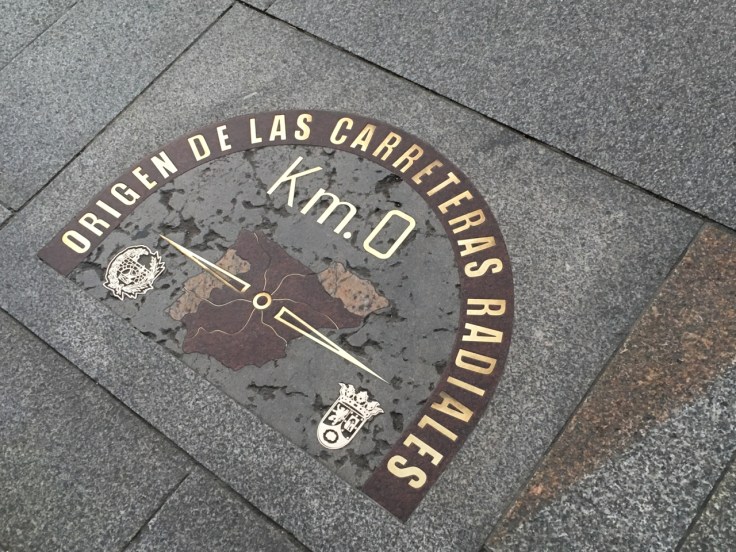 ORIGEN DE LAS CARRETERAS RADIALES
Km.0